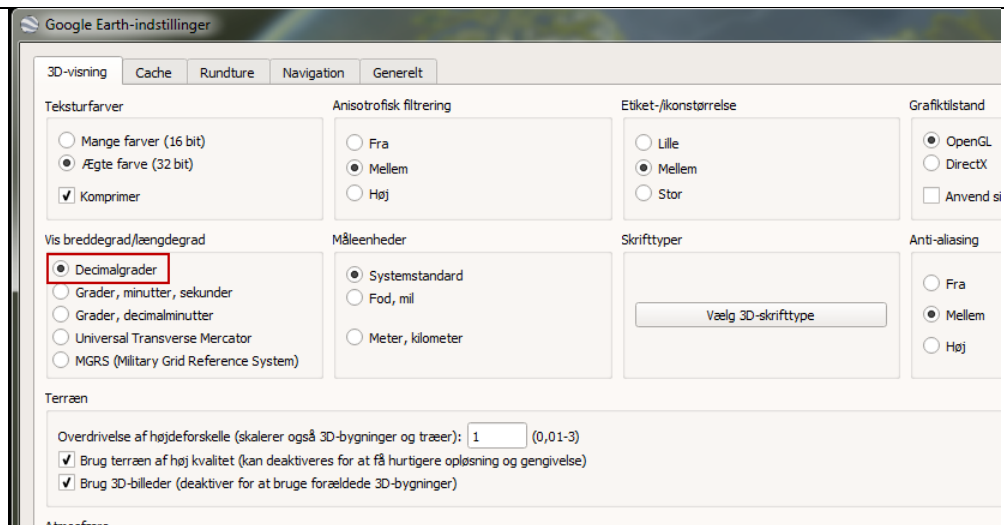 Google Earth-indstillinger
3D-visning
Cache
Rundture
Navigation
Generelt
Teksturfarver
Mange farver (16 bit)
Ægte farve (32 bit)
Komprimer
Anisotrofisk filtrering
Fra
Mellem
Høj
Etiket-/ikonstørrelse
Lille
Mellem
Stor
Grafiktilstand
OpenGL
DirectX
Anvend si
Vis breddegrad/længdegrad
Decimalgrader
Grader, minutter, sekunder
Grader, decimalminutter
Universal Transverse Mercator
MGRS (Military Grid Reference System)
Måleenheder
Systemstandard
Fod, mil
Meter, kilometer
Skrifttyper
Vælg 3D-skrifttype
Anti-aliasing
Fra
Mellem
Høj
Terræn
Overdrivelse af højdeforskelle (skalerer også 3D-bygninger og træer): 1 (0,01-3)
Brug terræn af høj kvalitet (kan deaktiveres for at få hurtigere opløsning og gengivelse)
Brug 3D-billeder (deaktiver for at bruge forældede 3D-bygninger)